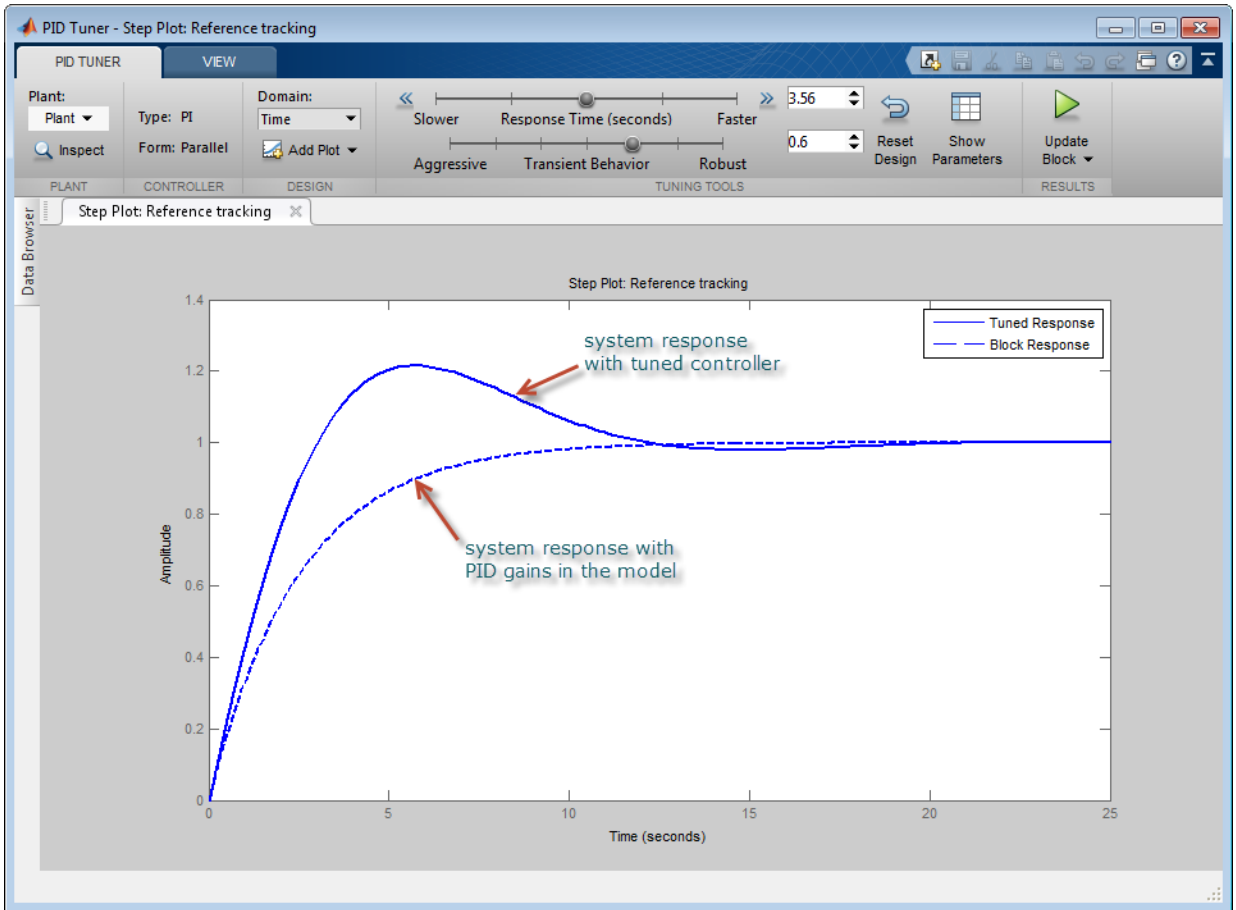 PID Tuner - Step Plot: Reference tracking
PID TUNER
VIEW
Plant:
Plant
Inspect
PLANT
Type: PI
Form: Parallel
CONTROLLER
Domain:
Time
Add Plot
DESIGN
Slower
Response Time (seconds)
Faster
3.56
Aggressive
Transient Behavior
Robust
0.6
Reset
Design
Show
Parameters
TUNING TOOLS
Update
Block
RESULTS
Data Browser
Step Plot: Reference tracking
Step Plot: Reference tracking
Tuned Response
Block Response
system response
with tuned controller
system response with
PID gains in the model
Amplitude
1.4
1.2
1
0.8
0.6
0.4
0.2
0
0
5
10
15
20
25
Time (seconds)